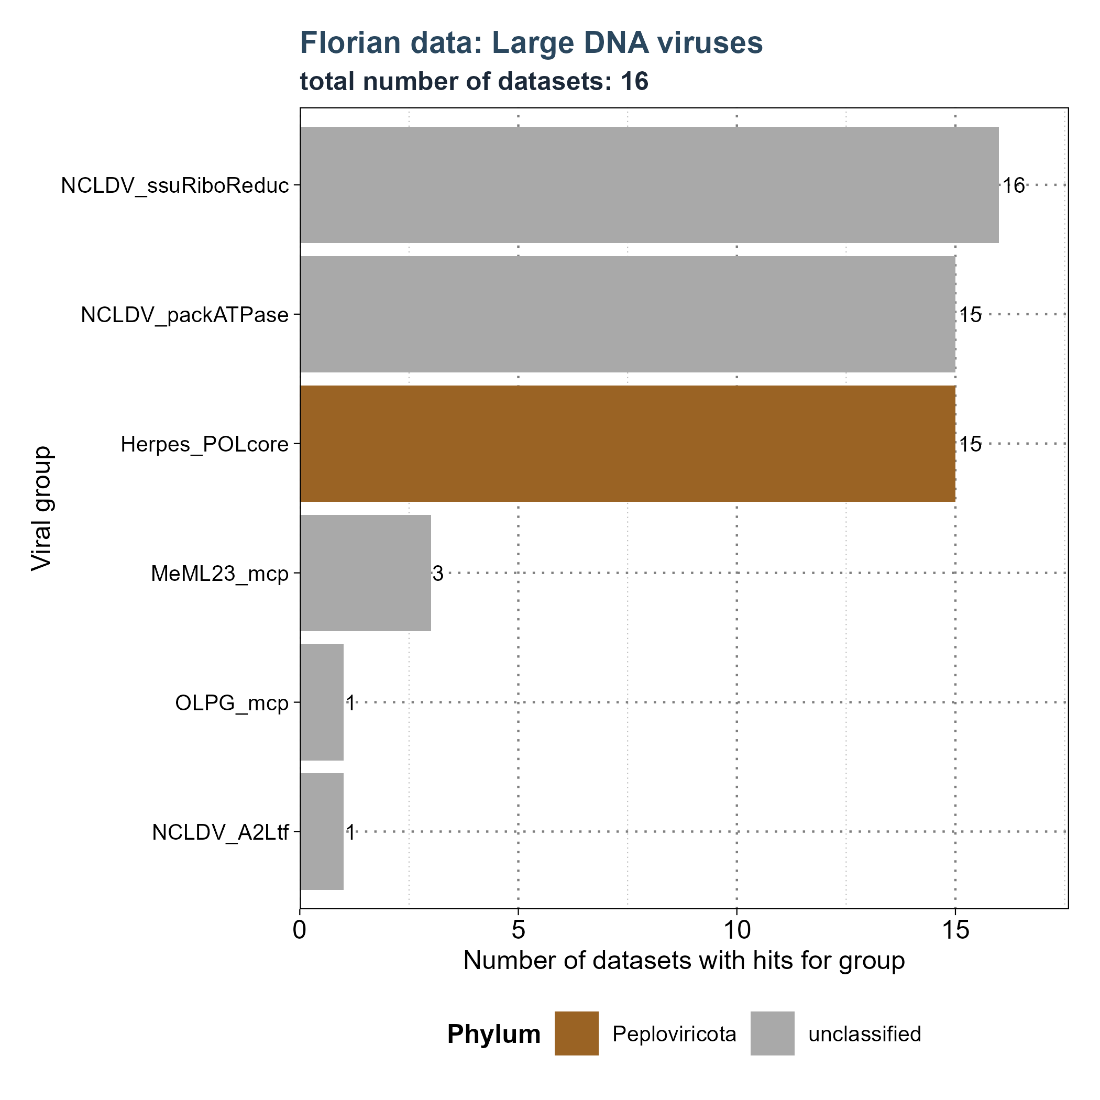 Florian data: Large DNA viruses
total number of datasets: 16
Viral group
NCLDV_ssuRiboReduc
16
NCLDV_packATPase
15
Herpes_POLcore
15
MeML23_mcp
3
OLPG_mcp
1
NCLDV_A2Ltf
1
0 5 10 15
Number of datasets with hits for group
Phylum Peploviricota unclassified